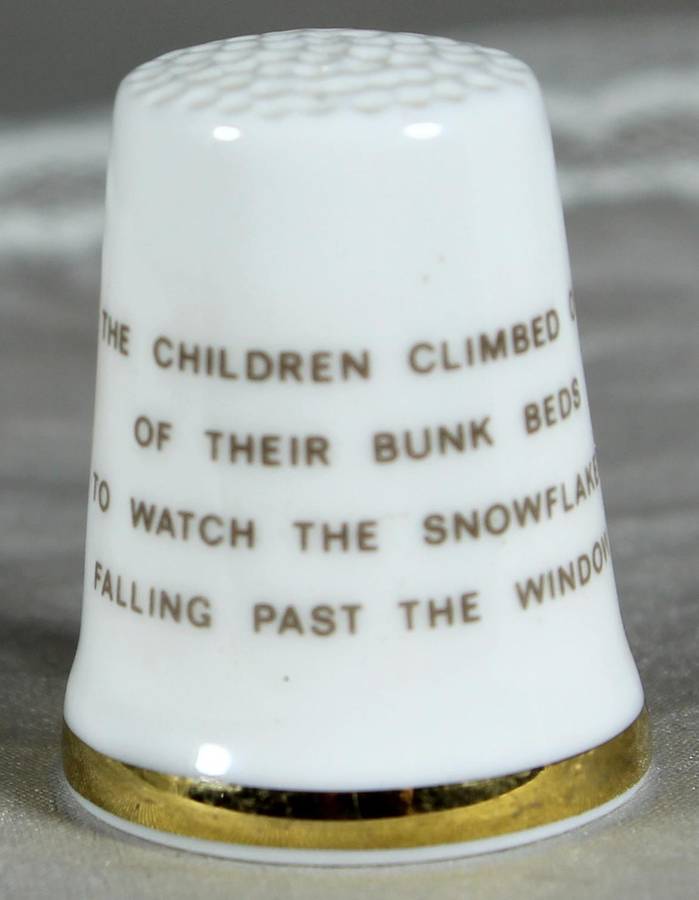 THE CHILDREN CLIMBED
OF THEIR BUNK BEDS
TO WATCH THE SNOWFLAKE
FALLING PAST THE WINDOW